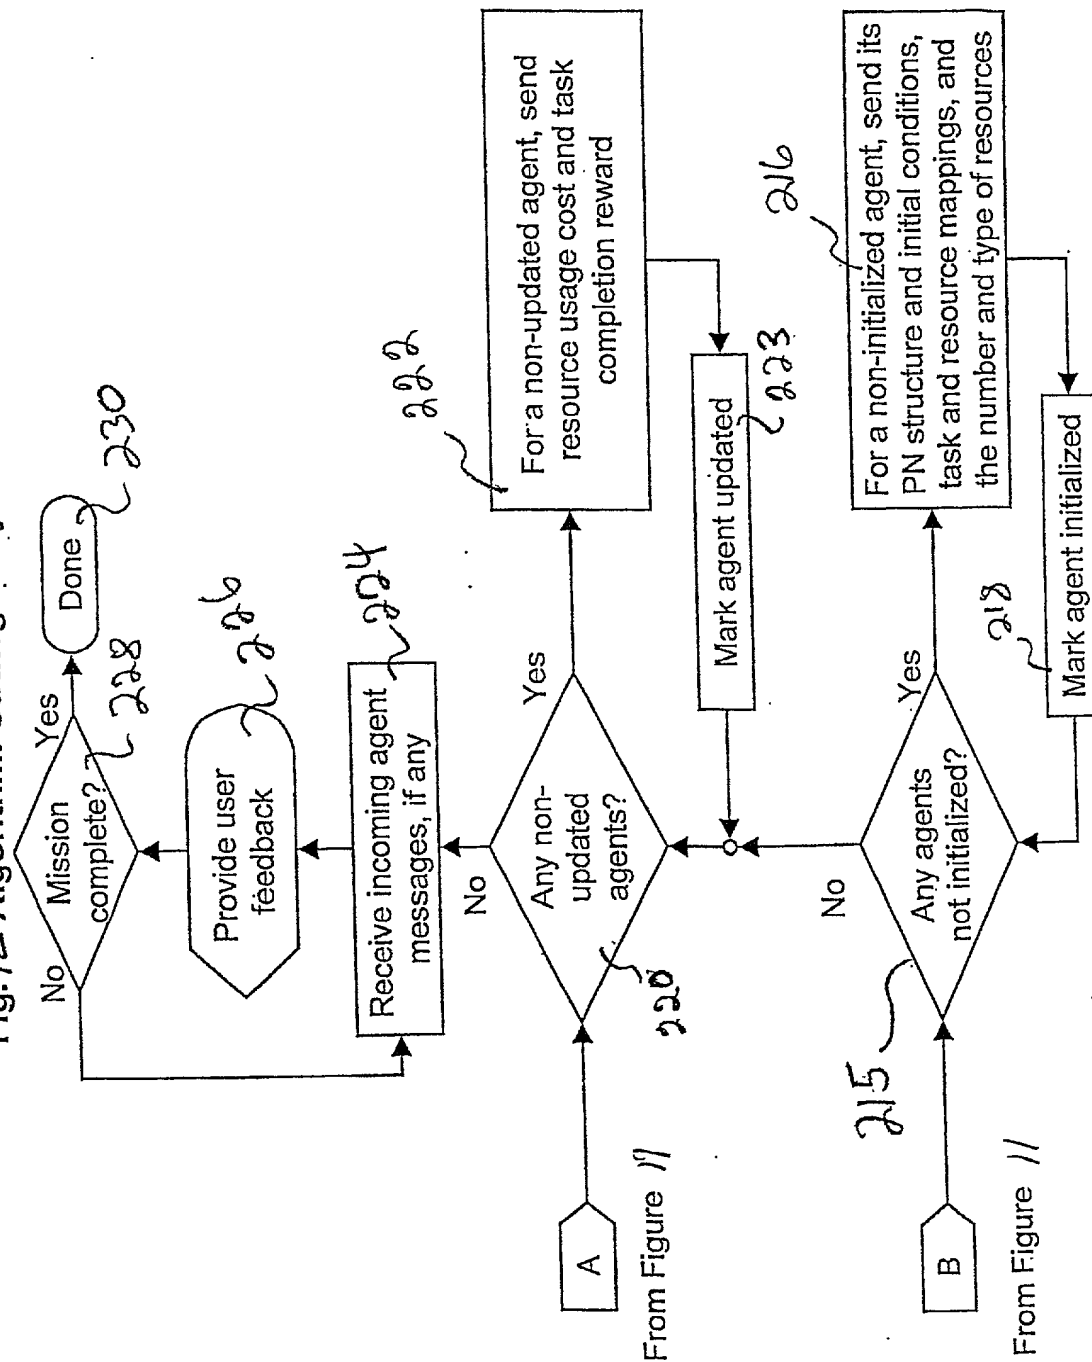 Fig. 12
Done
230
Yes
Mission
complete?
228
No
Provide user
feedback
226
Receive incoming agent
messages, if any
224
No
Any non-
updated
agents?
220
Yes
For a non-updated agent, send
resource usage cost and task
completion reward
222
Mark agent updated
223
A
From Figure 11
No
Any agents
not initialized?
215
Yes
For a non-initialized agent, send its
PN structure and initial conditions,
task and resource mappings, and
the number and type of resources
216
Mark agent initialized
218
B
From Figure 11